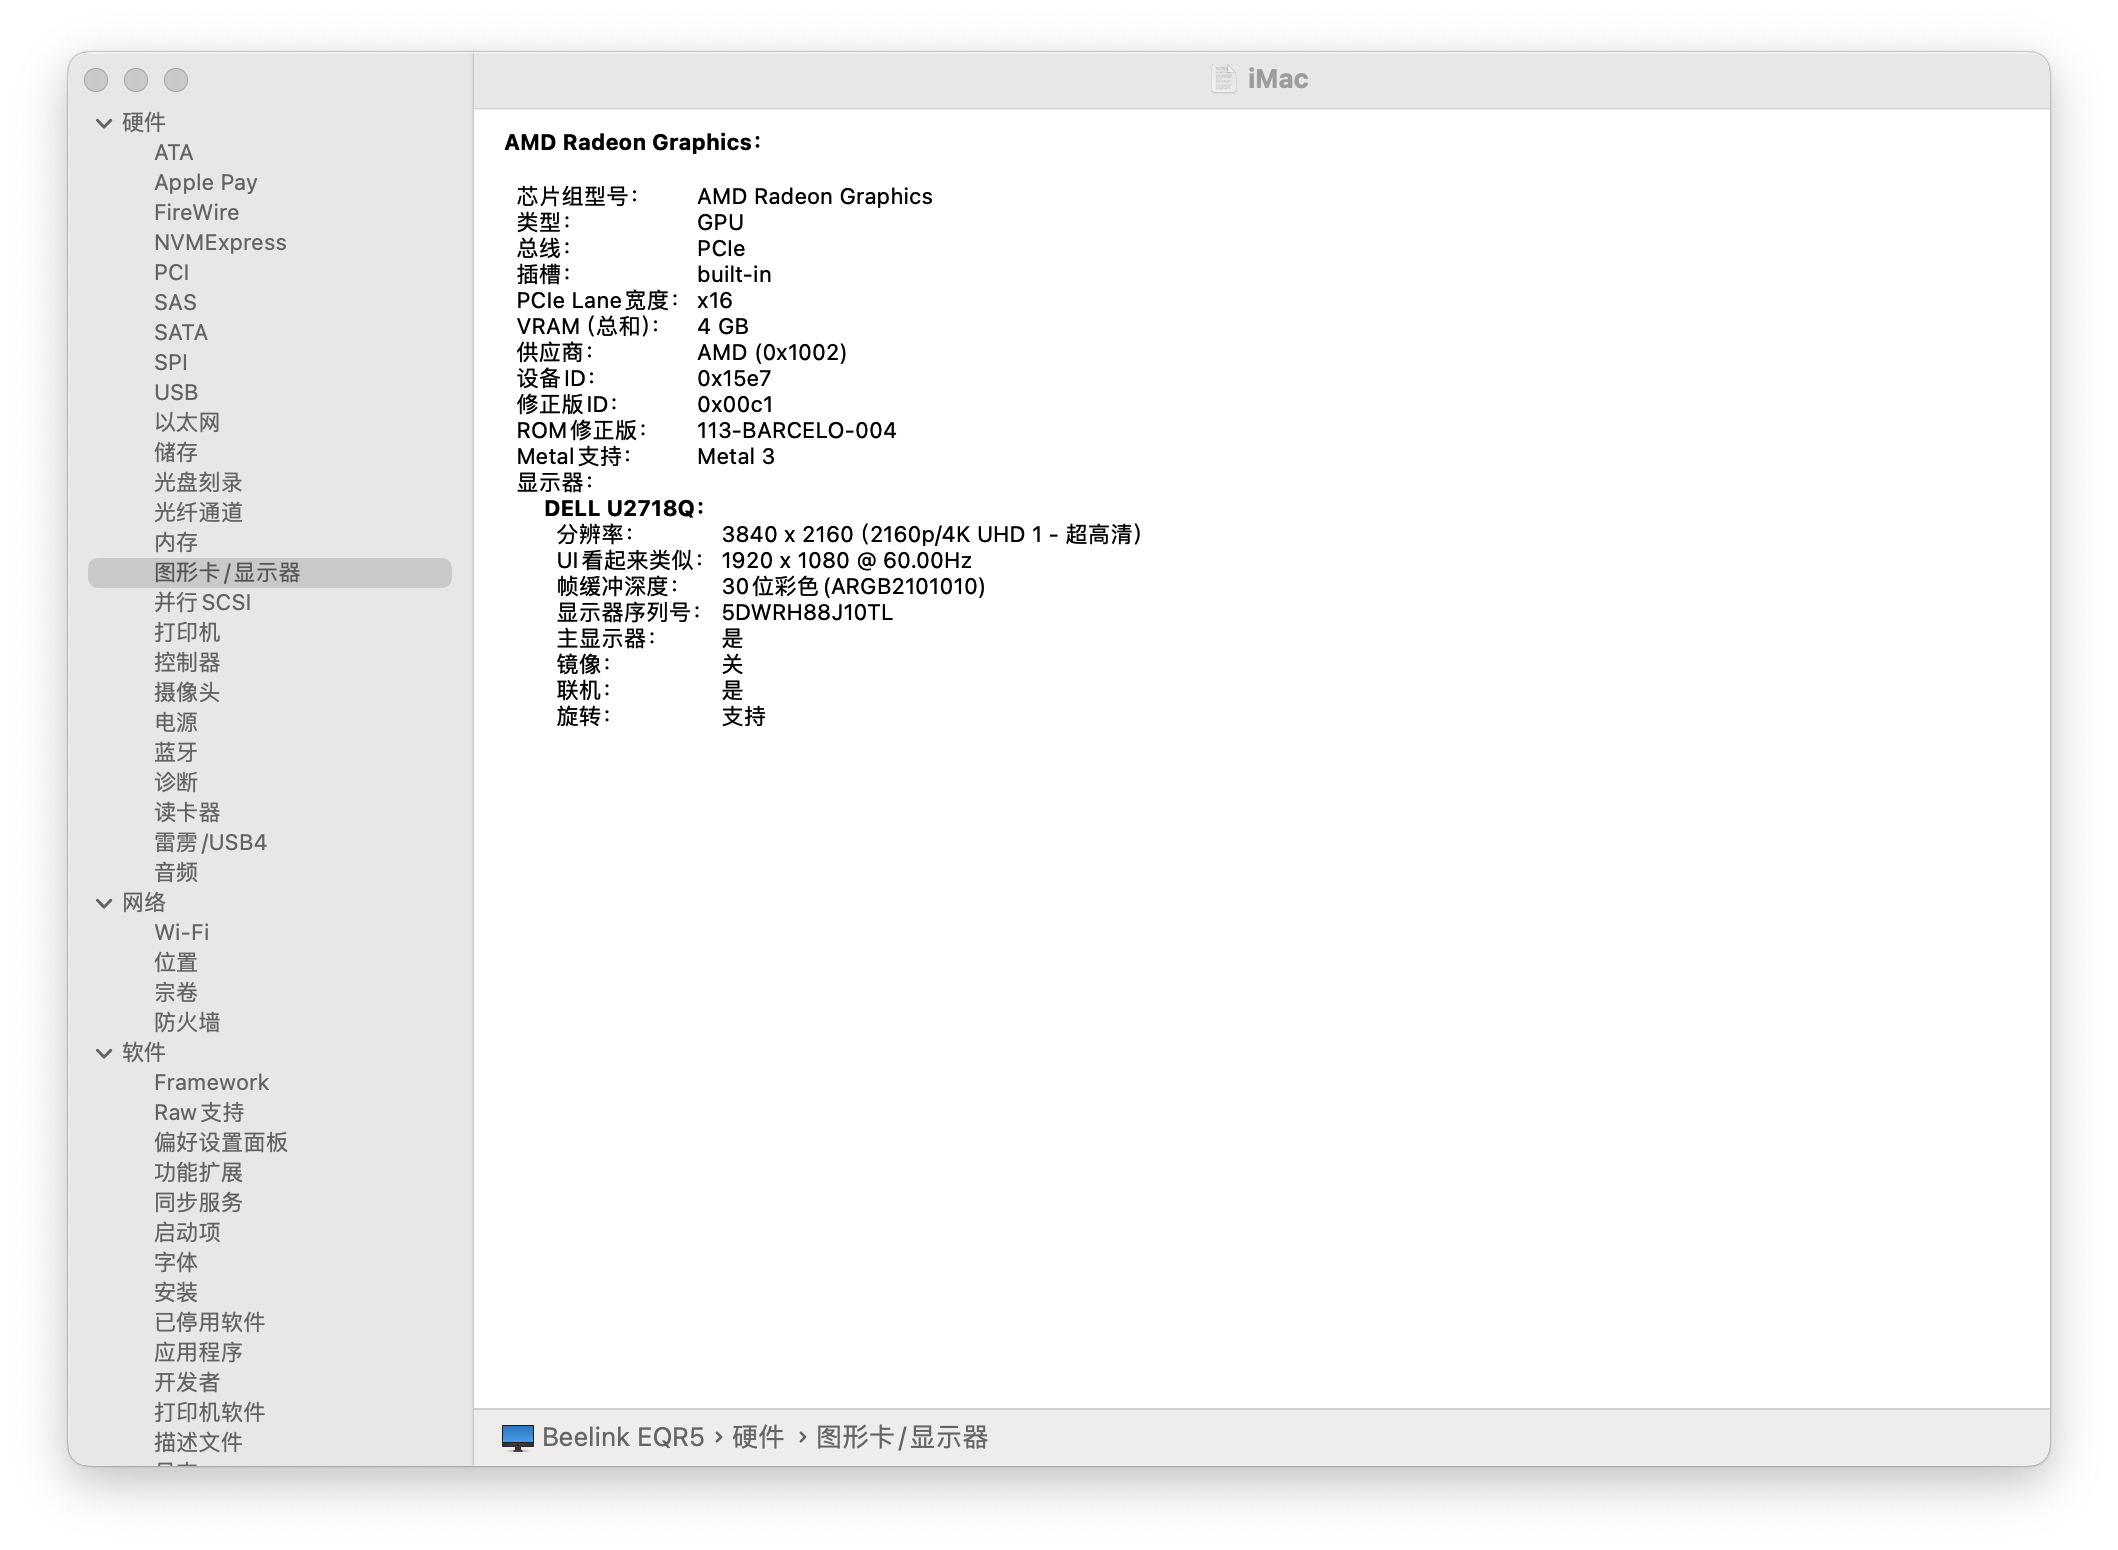 iMac
硬件
ATA
Apple Pay
FireWire
NVMExpress
PCI
SAS
SATA
SPI
USB
以太网
储存
光盘刻录
光纤通道
内存
图形卡/显示器
并行SCSI
打印机
控制器
摄像头
电源
蓝牙
诊断
读卡器
雷雳/USB4
音频
网络
Wi-Fi
位置
宗卷
防火墙
软件
Framework
Raw支持
偏好设置面板
功能扩展
同步服务
启动项
字体
安装
已停用软件
应用程序
开发者
打印机软件
描述文件
AMD Radeon Graphics：
芯片组型号： AMD Radeon Graphics
类型： GPU
总线： PCIe
插槽： built-in
PCIe Lane宽度： x16
VRAM（总和）： 4 GB
供应商： AMD (0x1002)
设备ID： 0x15e7
修正版ID： 0x00c1
ROM修正版： 113-BARCELO-004
Metal支持： Metal 3
显示器：
DELL U2718Q：
分辨率： 3840 x 2160（2160p/4K UHD 1 - 超高清）
UI看起来类似： 1920 x 1080 @ 60.00Hz
帧缓冲深度： 30位彩色(ARGB2101010)
显示器序列号： 5DWRH88J10TL
主显示器： 是
镜像： 关
联机： 是
旋转： 支持
Beelink EQR5 › 硬件 › 图形卡/显示器